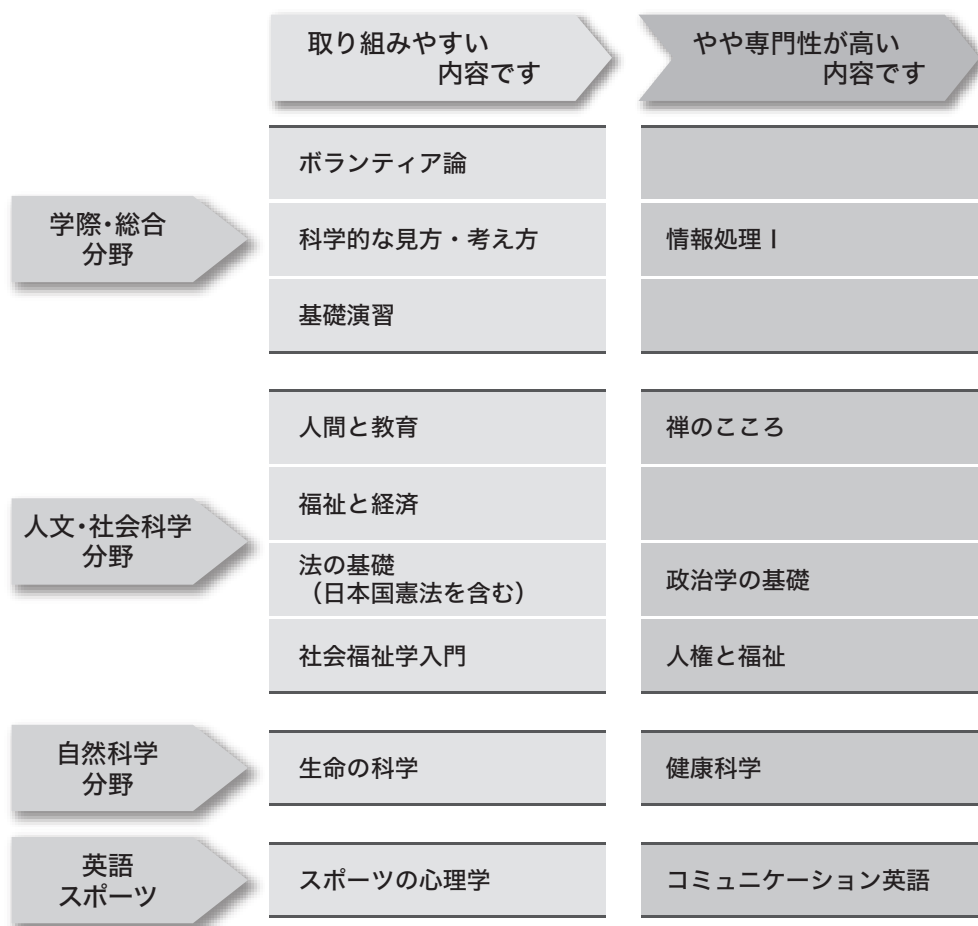 取り組みやすい
内容です
やや専門性が高い
内容です
学際・総合
分野
ボランティア論
科学的な見方・考え方
情報処理Ⅰ
基礎演習
人文・社会科学
分野
人間と教育
禅のこころ
福祉と経済
法の基礎
(日本国憲法を含む)
政治学の基礎
社会福祉学入門
人権と福祉
自然科学
分野
生命の科学
健康科学
英語
スポーツ
スポーツの心理学
コミュニケーション英語